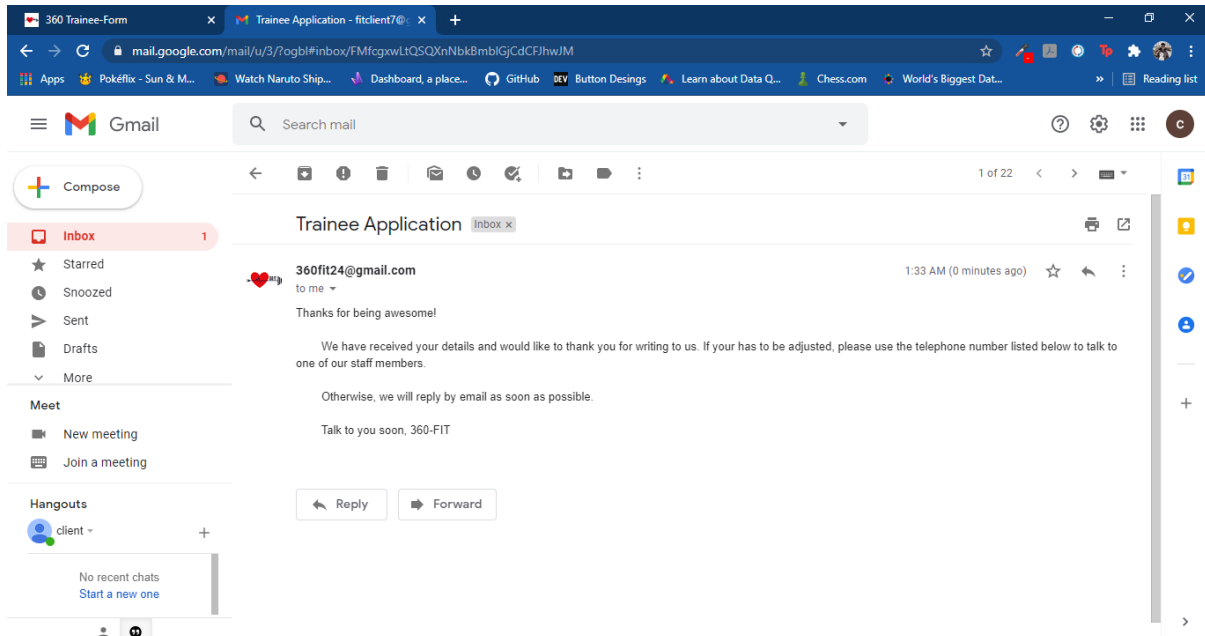 360 Trainee-Form
Trainee Application - fitclient7@g
mail.google.com/mail/u/3/?ogbl#inbox/FMfcgxwLtQSQXnNbkBmblGjCdCFJhwJM
Apps Pokéflix - Sun & M... Watch Naruto Ship... Dashboard, a place... GitHub DEV Button Desings Learn about Data Q... Chess.com World's Biggest Dat... » Reading list
Gmail
Search mail
C
Compose
1 of 22
31
Trainee Application Inbox ×
Inbox 1
Starred
Snoozed
Sent
Drafts
More
360fit24@gmail.com 1:33 AM (0 minutes ago)
to me
Thanks for being awesome!
We have received your details and would like to thank you for writing to us. If your has to be adjusted, please use the telephone number listed below to talk to
one of our staff members.
Otherwise, we will reply by email as soon as possible.
Talk to you soon, 360-FIT
Reply Forward
Meet
New meeting
Join a meeting
Hangouts
client
No recent chats
Start a new one